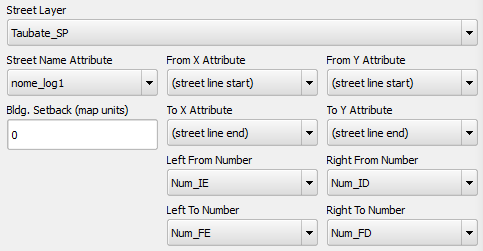 Street Layer
Taubate_SP
Street Name Attribute From X Attribute From Y Attribute
nome_log1 (street line start) (street line start)
Bldg. Setback (map units) To X Attribute To Y Attribute
0 (street line end) (street line end)
Left From Number Right From Number
Num_IE Num_ID
Left To Number Right To Number
Num_FE Num_FD